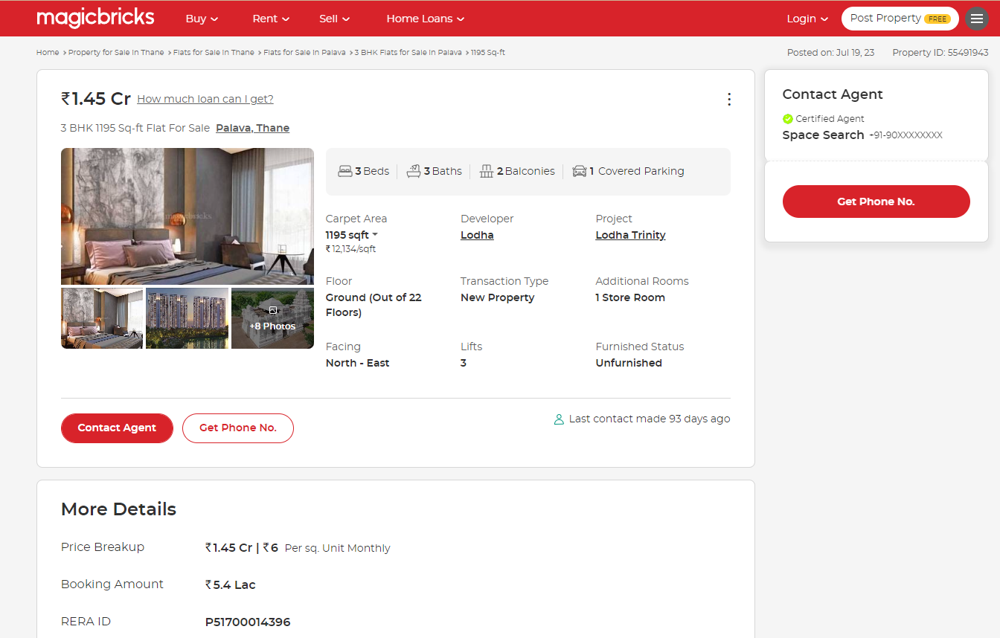 magicbricks
Buy
Rent
Sell
Home Loans
Login
Post Property FREE
Home > Property for Sale in Thane > Flats for Sale in Thane > Flats for Sale in Palava > 3 BHK Flats for Sale in Palava > 1195 Sq-ft
Posted on: Jul 19, 23 Property ID: 55491943
₹1.45 Cr How much loan can I get?
3 BHK 1195 Sq-ft Flat For Sale Palava, Thane
magicbricks
+8 Photos
3 Beds
3 Baths
2 Balconies
1 Covered Parking
Carpet Area
1195 sqft
₹12,134/sqft
Developer
Lodha
Project
Lodha Trinity
Floor
Ground (Out of 22
Floors)
Transaction Type
New Property
Additional Rooms
1 Store Room
Facing
North - East
Lifts
3
Furnished Status
Unfurnished
Contact Agent
Get Phone No.
Last contact made 93 days ago
Contact Agent
Certified Agent
Space Search +91-90XXXXXXXX
Get Phone No.
More Details
Price Breakup ₹1.45 Cr | ₹6 Per sq. Unit Monthly
Booking Amount ₹5.4 Lac
RERA ID P51700014396